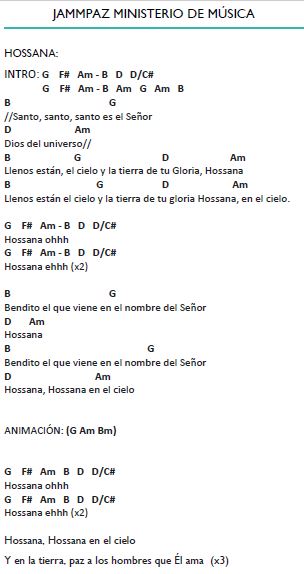 JAMMPAZ MINISTERIO DE MÚSICA
HOSSANA:
INTRO: G F# Am - B D D/C#
G F# Am - B Am G Am B
B G
//Santo, santo, santo es el Señor
D Am
Dios del universo//
B G D Am
Llenos están, el cielo y la tierra de tu Gloria, Hossana
B G D Am
Llenos están el cielo y la tierra de tu gloria Hossana, en el cielo.
G F# Am - B D D/C#
Hossana ohhh
G F# Am - B D D/C#
Hossana ehhh (x2)
B G
Bendito el que viene en el nombre del Señor
D Am
Hossana
B G
Bendito el que viene en el nombre del Señor
D Am
Hossana, Hossana en el cielo
ANIMACIÓN: (G Am Bm)
G F# Am B D D/C#
Hossana ohhh
G F# Am B D D/C#
Hossana ehhh (x2)
Hossana, Hossana en el cielo
Y en la tierra, paz a los hombres que Él ama (x3)